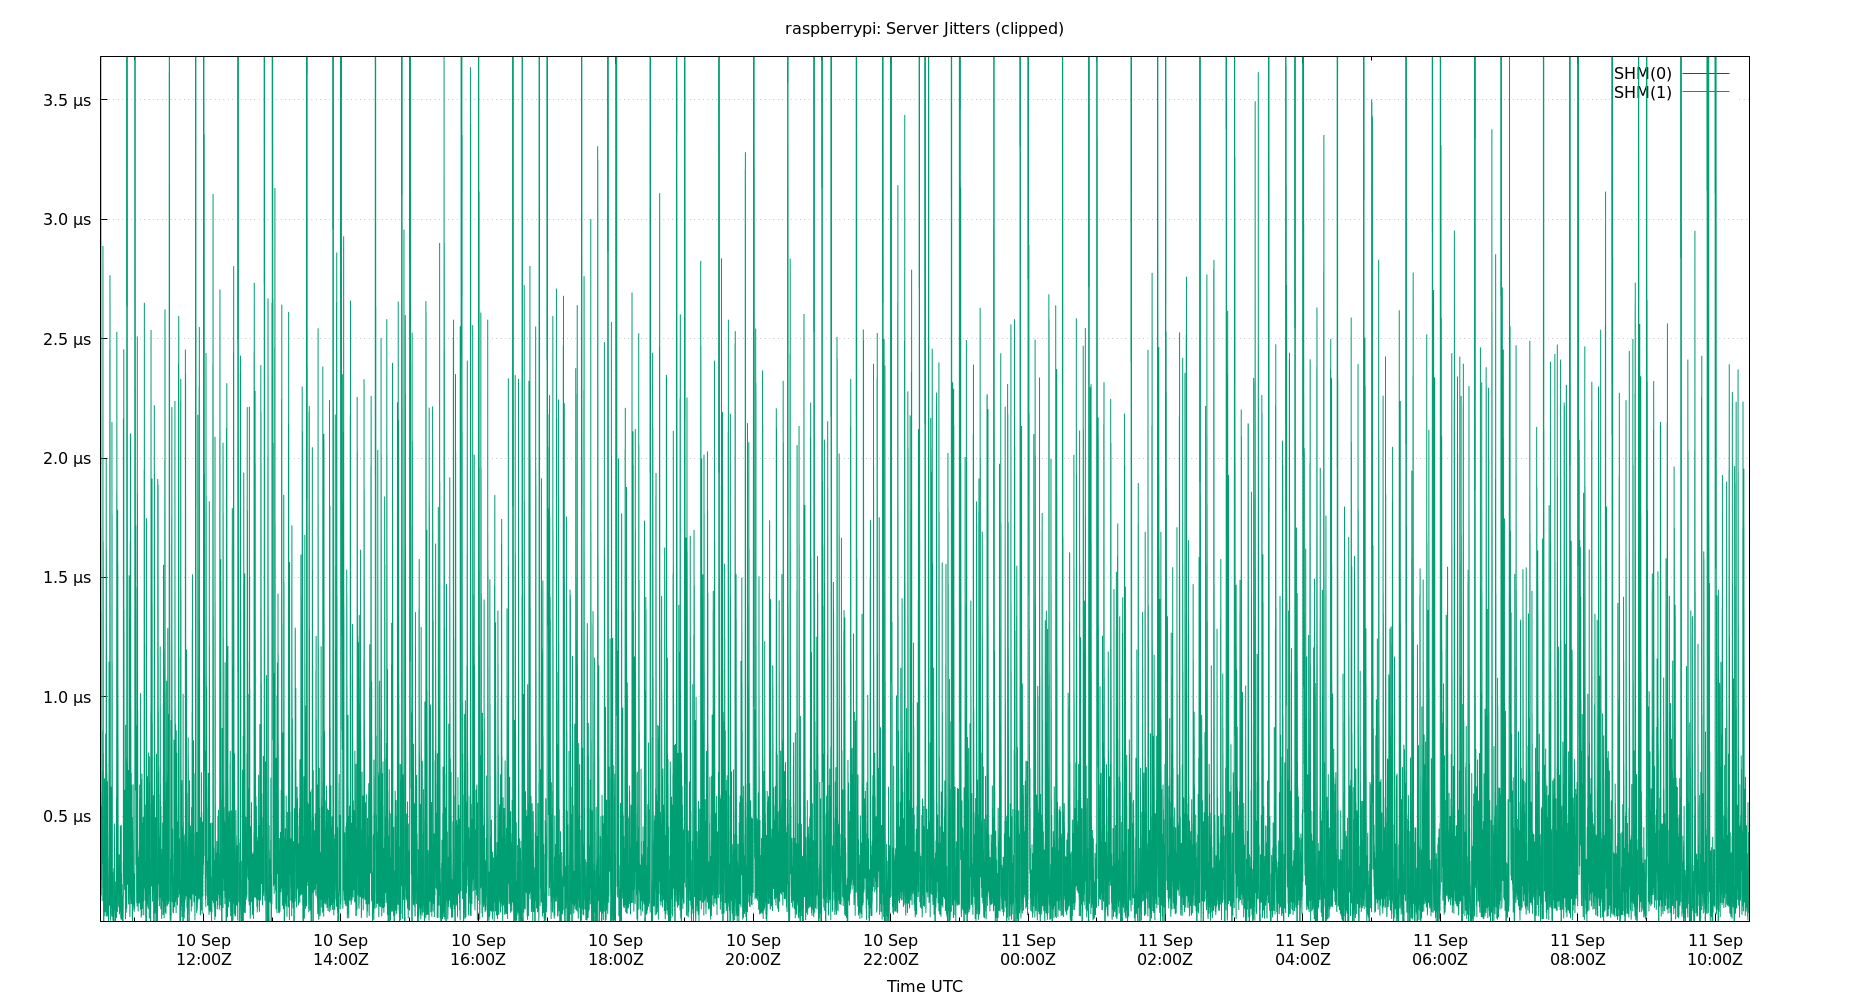 raspberrypi: Server Jitters (clipped)
SHM(0)
SHM(1)
3.5 µs
3.0 µs
2.5 µs
2.0 µs
1.5 µs
1.0 µs
0.5 µs
10 Sep 10 Sep 10 Sep 10 Sep 10 Sep 10 Sep 11 Sep 11 Sep 11 Sep 11 Sep 11 Sep 11 Sep
12:00Z 14:00Z 16:00Z 18:00Z 20:00Z 22:00Z 00:00Z 02:00Z 04:00Z 06:00Z 08:00Z 10:00Z
Time UTC